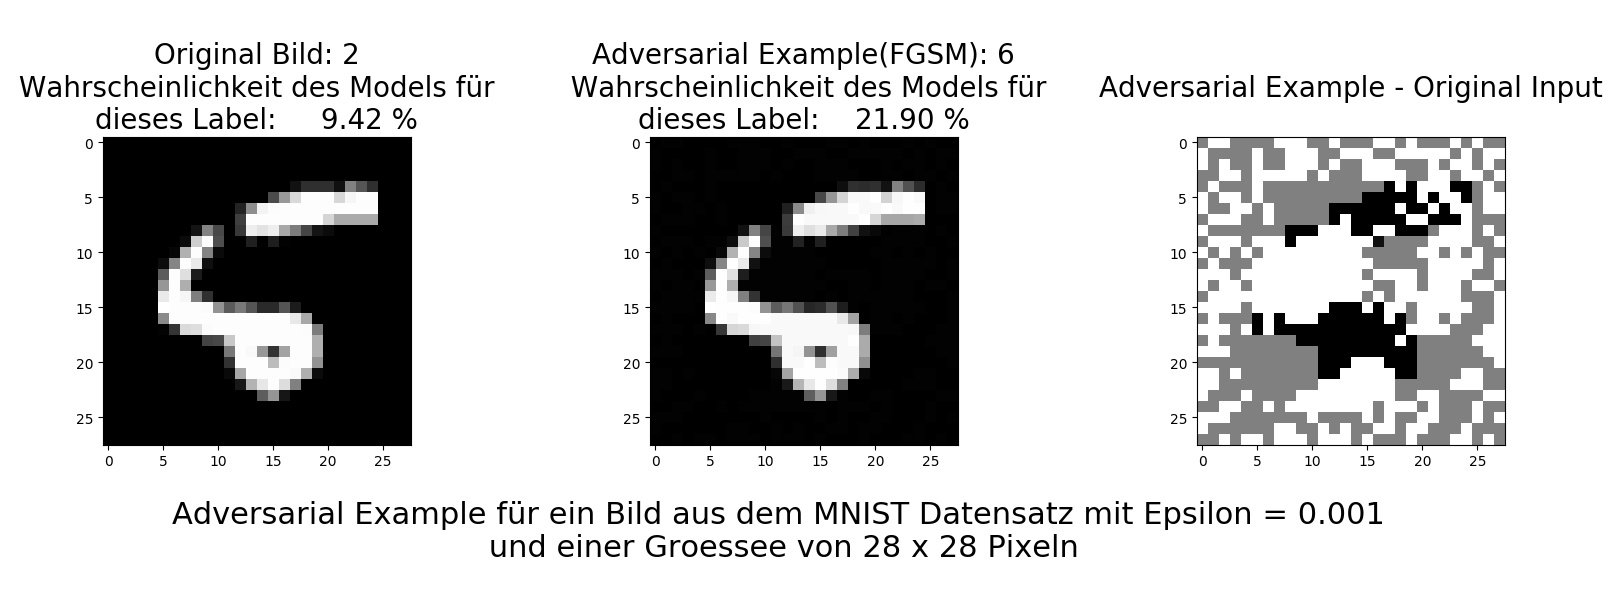 Original Bild: 2
Wahrscheinlichkeit des Models für
dieses Label: 9.42 %
Adversarial Example(FGSM): 6
Wahrscheinlichkeit des Models für
dieses Label: 21.90 %
Adversarial Example - Original Input
0
5
10
15
20
25
0 5 10 15 20 25
0
5
10
15
20
25
0 5 10 15 20 25
0
5
10
15
20
25
0 5 10 15 20 25
Adversarial Example für ein Bild aus dem MNIST Datensatz mit Epsilon = 0.001
und einer Groessee von 28 x 28 Pixeln